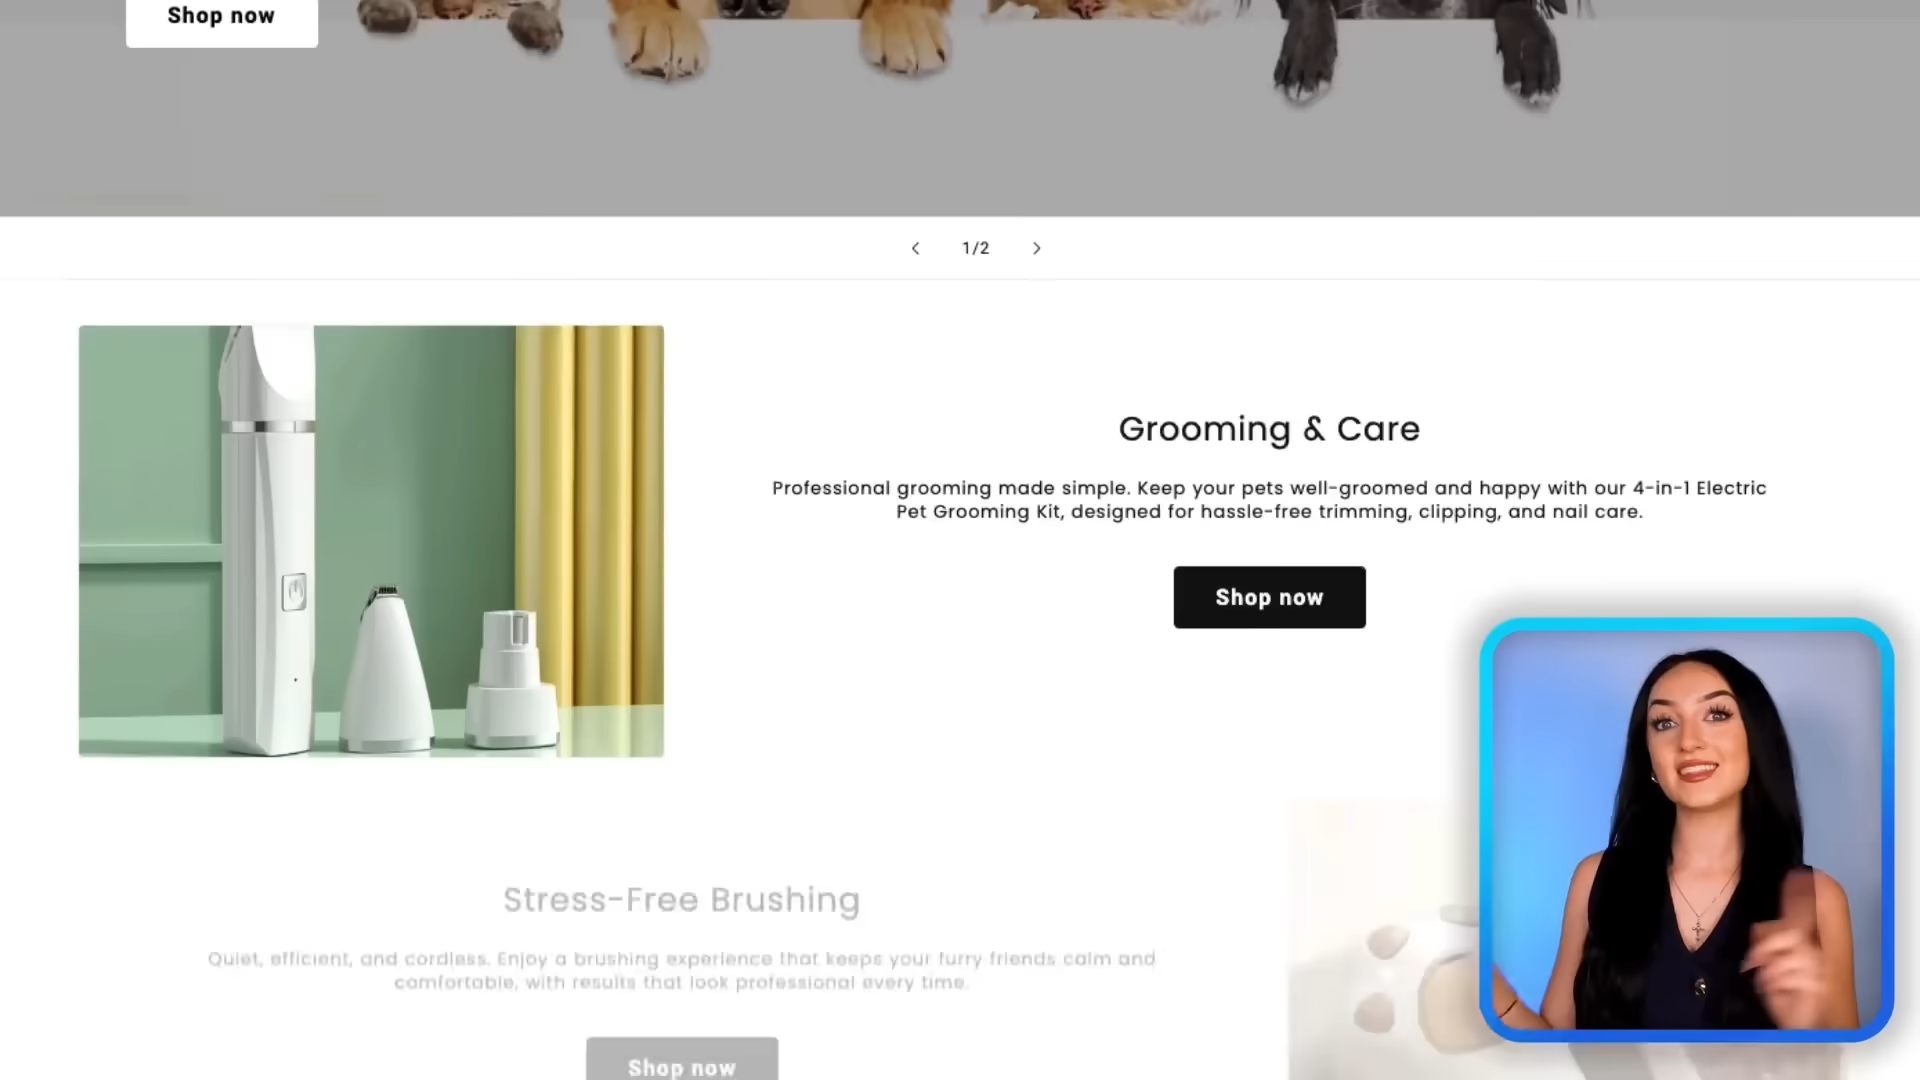 Shop now
1/2
Grooming & Care
Professional grooming made simple. Keep your pets well-groomed and happy with our 4-in-1 Electric
Pet Grooming Kit, designed for hassle-free trimming, clipping, and nail care.
Shop now
Stress-Free Brushing
Quiet, efficient, and cordless. Enjoy a brushing experience that keeps your furry friends calm and
comfortable, with results that look professional every time.
Shop now